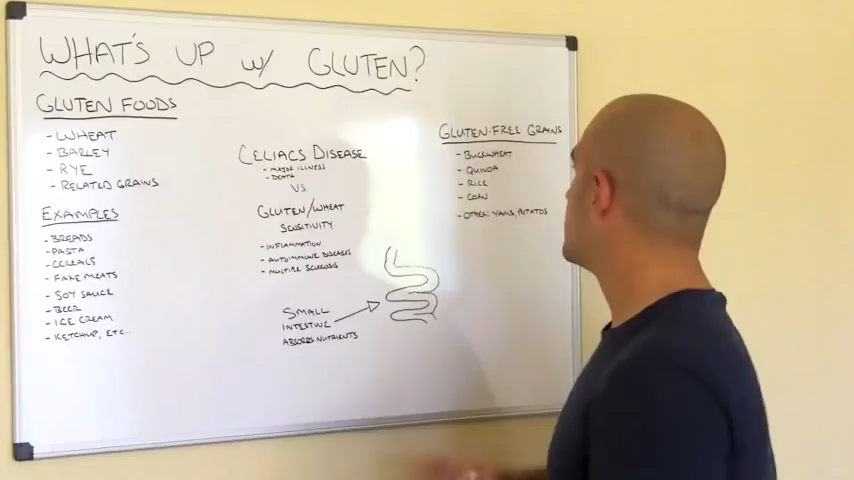 WHAT'S UP W/ GLUTEN?
GLUTEN FOODS
- WHEAT
- BARLEY
- RYE
- RELATED GRAINS
EXAMPLES
- BREADS
- PASTA
- CEREALS
- FAKE MEATS
- SOY SAUCE
- BEER
- ICE CREAM
- KETCHUP, ETC...
CELIACS DISEASE
- MAJOR ILLNESS
- DEATH
VS.
GLUTEN/WHEAT
SENSITIVITY
- INFLAMMATION
- AUTOIMMUNE DISEASES
- MULTIPLE SCLEROSIS
SMALL
INTESTINE
ABSORBS NUTRIENTS
GLUTEN-FREE GRAINS
- BUCKWHEAT
- QUINOA
- RICE
- CORN
- OTHER: YAMS, POTATOS